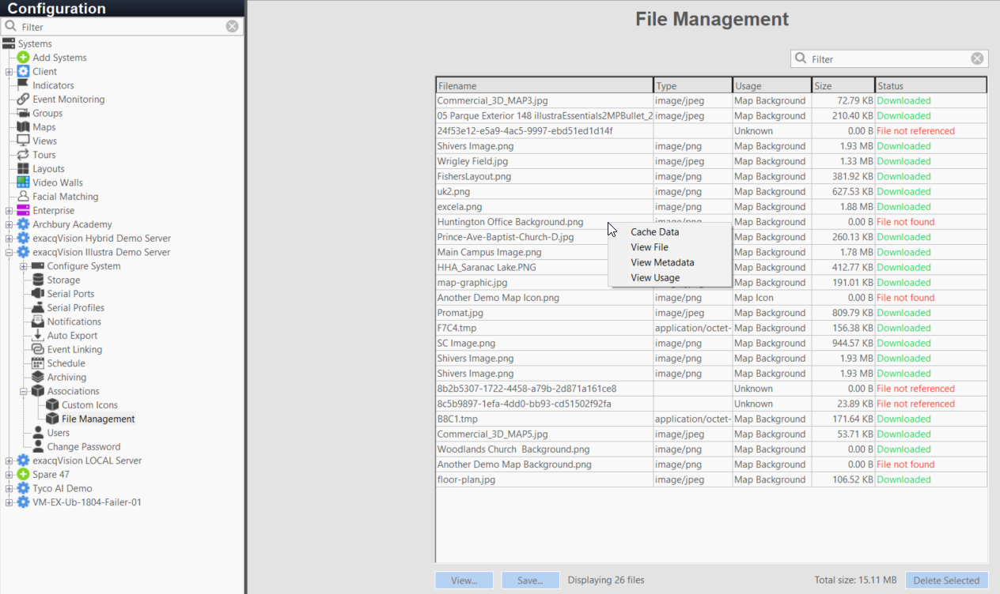 Configuration
Filter
Systems
Add Systems
Client
Indicators
Event Monitoring
Groups
Maps
Views
Tours
Layouts
Video Walls
Facial Matching
Enterprise
Archbury Academy
exacqVision Hybrid Demo Server
exacqVision Illustra Demo Server
Configure System
Storage
Serial Ports
Serial Profiles
Notifications
Auto Export
Event Linking
Schedule
Archiving
Associations
Custom Icons
File Management
Users
Change Password
exacqVision LOCAL Server
Spare 47
Tyco AI Demo
VM-EX-Ub-1804-Failer-01
File Management
Filter
Filename Type Usage Size Status
Commercial_3D_MAP3.jpg image/jpeg Map Background 72.79 KB Downloaded
05 Parque Exterior 148 illustraEssentials2MPBullet_2 image/jpeg Map Background 210.40 KB Downloaded
24f53e12-e5a9-4ac5-9997-ebd51ed1d14f Unknown 0.00 B File not referenced
Shivers Image.png image/png Map Background 1.93 MB Downloaded
Wrigley Field.jpg image/jpeg Map Background 1.33 MB Downloaded
FishersLayout.png image/png Map Background 381.92 KB Downloaded
uk2.png image/png Map Background 627.53 KB Downloaded
excela.png image/png Map Background 1.88 MB Downloaded
Huntington Office Background.png image/png Map Background 0.00 B File not found
Prince-Ave-Baptist-Church-D.jpg Map Background 260.13 KB Downloaded
Main Campus Image.png Map Background 1.78 MB Downloaded
HHA_Saranac Lake.PNG Map Background 412.77 KB Downloaded
map-graphic.jpg Map Background 191.01 KB Downloaded
Cache Data
View File
View Metadata
View Usage
Another Demo Map Icon.png image/png Map Icon 0.00 B File not found
Promat.jpg image/jpeg Map Background 809.79 KB Downloaded
F7C4.tmp application/octet- Map Background 156.38 KB Downloaded
SC Image.png image/png Map Background 944.57 KB Downloaded
Shivers Image.png image/png Map Background 1.93 MB Downloaded
Shivers Image.png image/png Map Background 1.93 MB Downloaded
8b2b5307-1722-4458-a79b-2d871a161ce8 Unknown 0.00 B File not referenced
8c5b9897-1efa-4dd0-bb93-cd51502f92fa Unknown 23.89 KB File not referenced
B8C1.tmp application/octet- Map Background 171.64 KB Downloaded
Commercial_3D_MAP5.jpg image/jpeg Map Background 53.71 KB Downloaded
Woodlands Church Background.png image/png Map Background 0.00 B Downloaded
Another Demo Map Background.png image/png Map Background 0.00 B File not found
floor-plan.jpg image/jpeg Map Background 106.52 KB Downloaded
View... Save... Displaying 26 files Total size: 15.11 MB Delete Selected